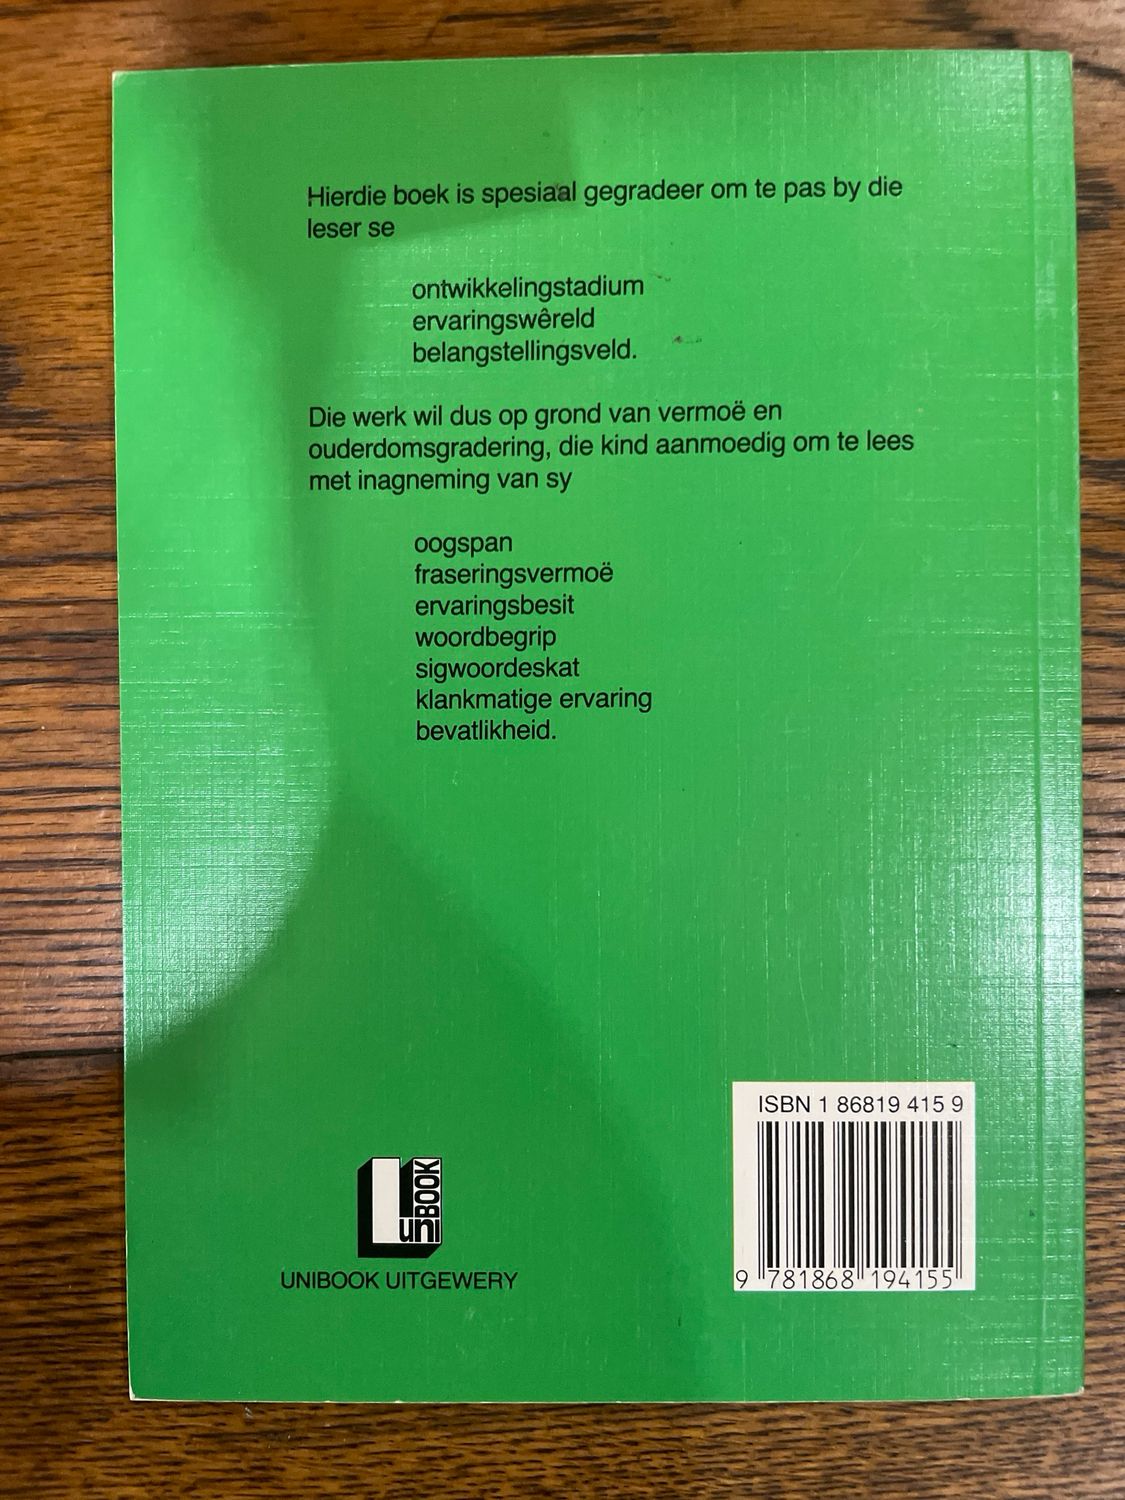 Hierdie boek is spesiaal gegradeer om te pas by die
leser se
ontwikkelingstadium
ervaringswêreld
belangstellingsveld.
Die werk wil dus op grond van vermoë en
ouderdomsgradering, die kind aanmoedig om te lees
met inagneming van sy
oogspan
fraseringsvermoë
ervaringsbesit
woordbegrip
sigwoordeskat
klankmatige ervaring
bevatlikheid.
uni BOOK
UNIBOOK UITGEWERY
ISBN 1 86819 415 9
9 781868 194155